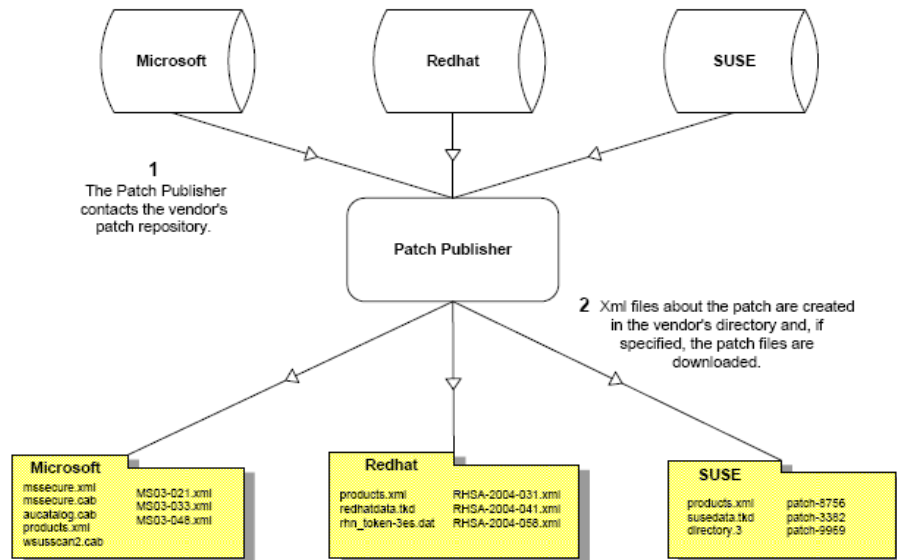 Microsoft
Redhat
SUSE
1
The Patch Publisher
contacts the vendor's
patch repository.
Patch Publisher
2 Xml files about the patch are created
in the vendor's directory and, if
specified, the patch files are
downloaded.
Microsoft
mssecure.xml
mssecure.cab
aucatalog.cab
products.xml
wsusscan2.cab
MS03-021.xml
MS03-033.xml
MS03-048.xml
Redhat
products.xml
redhatdata.tkd
rhn_token-3es.dat
RHSA-2004-031.xml
RHSA-2004-041.xml
RHSA-2004-058.xml
SUSE
products.xml
susedata.tkd
directory.3
patch-8756
patch-3382
patch-9969